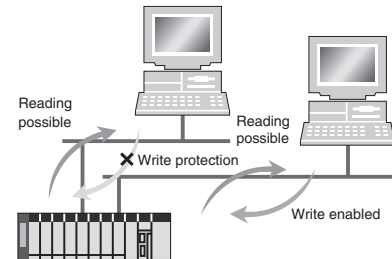 Reading
possible
Reading
possible
Write protection
Write enabled